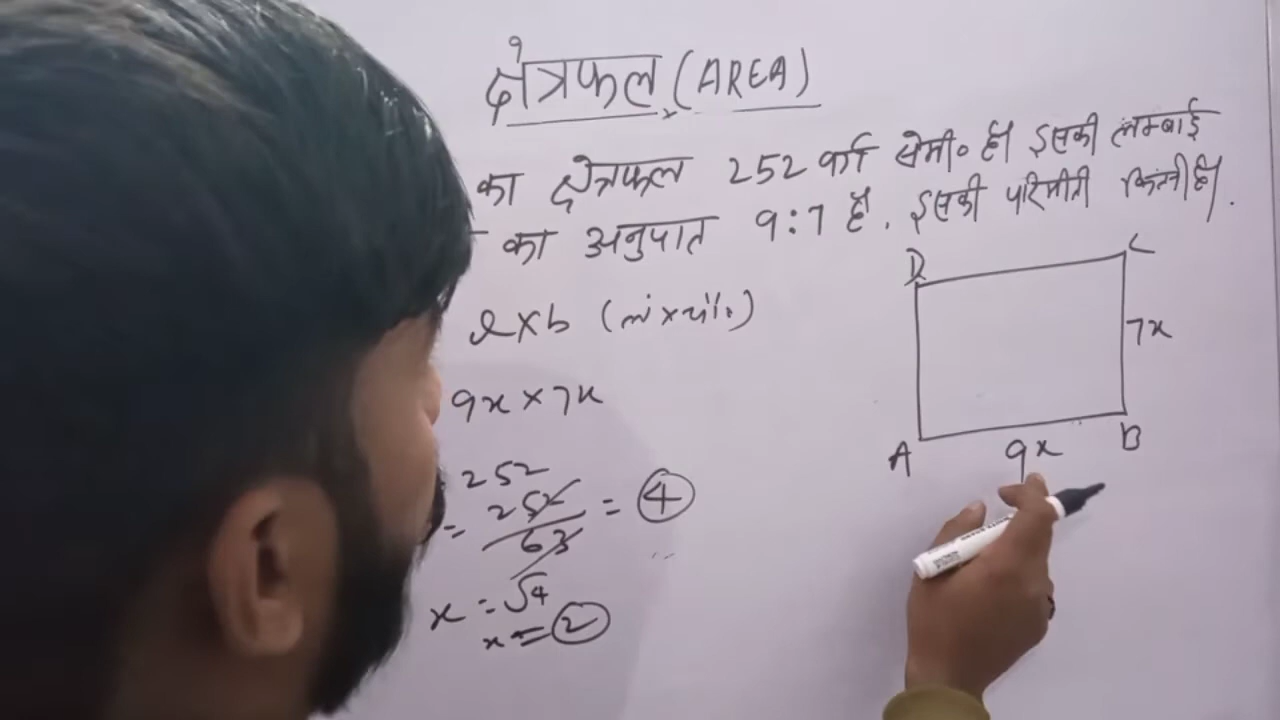 क्षेत्रफल (AREA)
का क्षेत्रफल 252 वर्ग सेमी० है। इसकी लम्बाई
का अनुपात 9:7 है. इसकी परिमीती कितनी है।.
D
C
l×b (लं×चौ.)
7x
9x×7x
A
B
9x
252
= 252/63 = 4
x = √4
x = 2